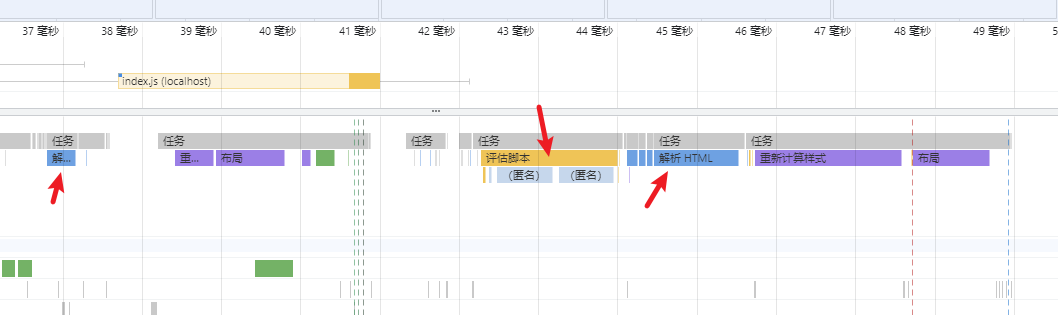 37 毫秒 38 毫秒 39 毫秒 40 毫秒 41 毫秒 42 毫秒 43 毫秒 44 毫秒 45 毫秒 46 毫秒 47 毫秒 48 毫秒 49 毫秒 5
index.js (localhost)
任务 任务 任务 任务 任务 任务
解... 重... 布局 评估脚本 解析 HTML 重新计算样式 布局
(匿名) (匿名)